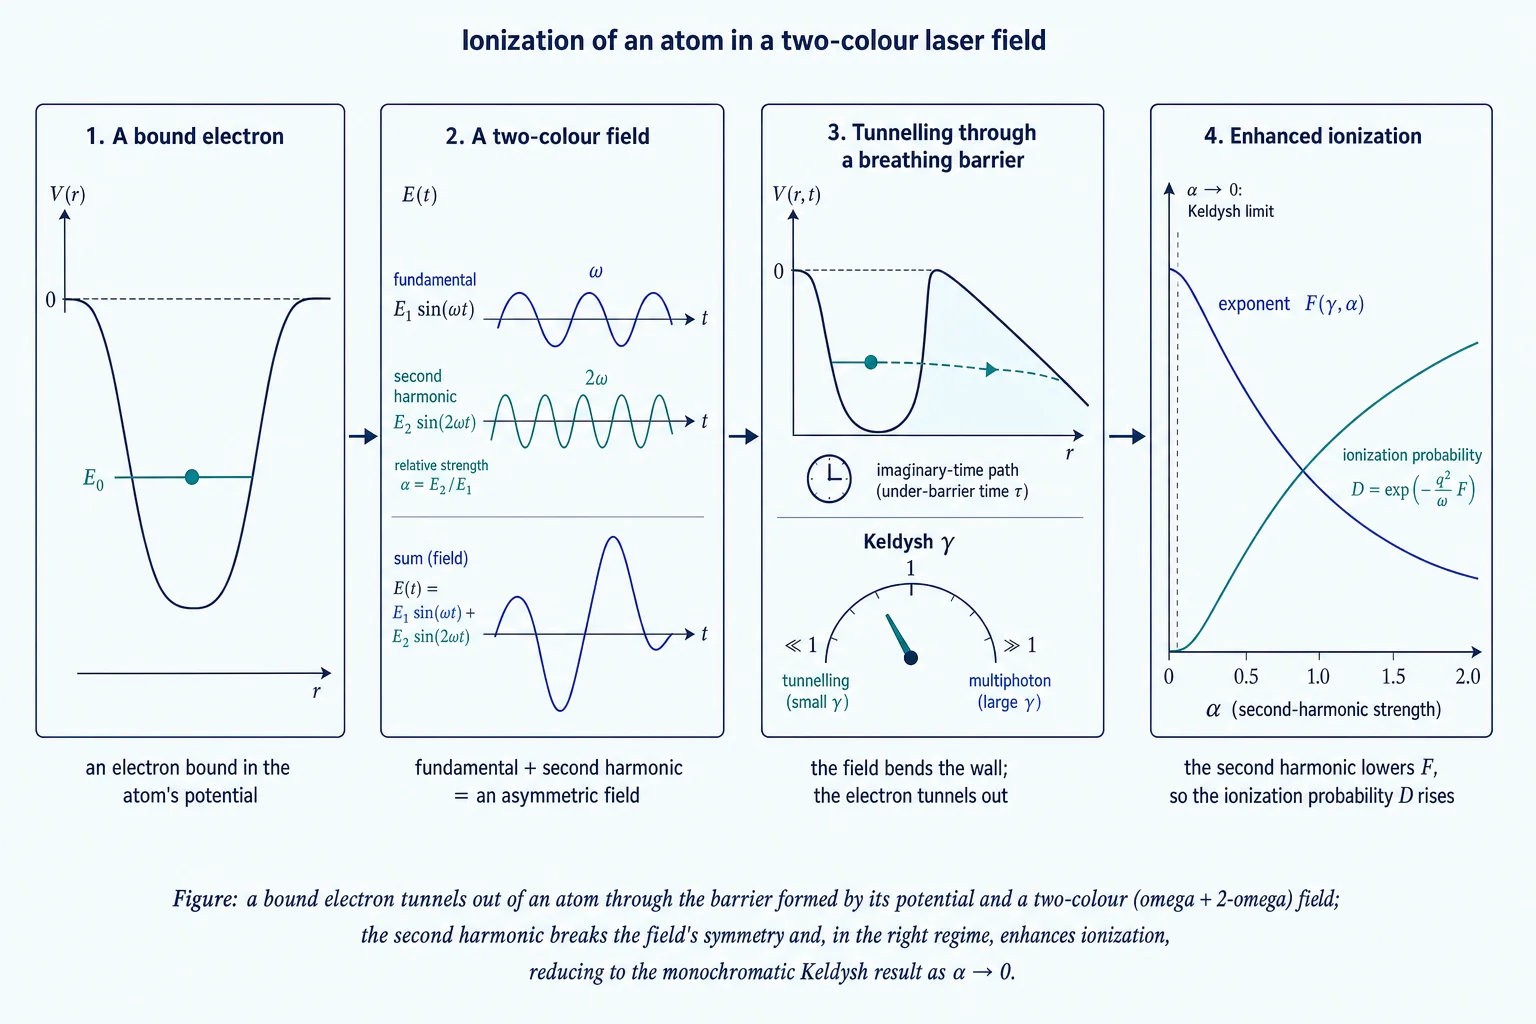 Ionization of an atom in a two-colour laser field
1. A bound electron
V(r)
0
E₀
r
an electron bound in the
atom's potential
2. A two-colour field
E(t)
fundamental
E₁ sin(ωt)
ω
t
second
harmonic
E₂ sin(2ωt)
2ω
t
relative strength
α = E₂/E₁
sum (field)
E(t) =
E₁ sin(ωt) +
E₂ sin(2ωt)
t
fundamental + second harmonic
= an asymmetric field
3. Tunnelling through
a breathing barrier
V(r, t)
0
r
imaginary-time path
(under-barrier time τ)
Keldysh γ
1
≪ 1
≫ 1
tunnelling
(small γ)
multiphoton
(large γ)
the field bends the wall;
the electron tunnels out
4. Enhanced ionization
α → 0:
Keldysh limit
exponent F(γ, α)
ionization probability
D = exp(−q²/ω F)
0 0.5 1.0 1.5 2.0
α (second-harmonic strength)
the second harmonic lowers F,
so the ionization probability D rises
Figure: a bound electron tunnels out of an atom through the barrier formed by its potential and a two-colour (omega + 2-omega) field;
the second harmonic breaks the field's symmetry and, in the right regime, enhances ionization,
reducing to the monochromatic Keldysh result as α → 0.